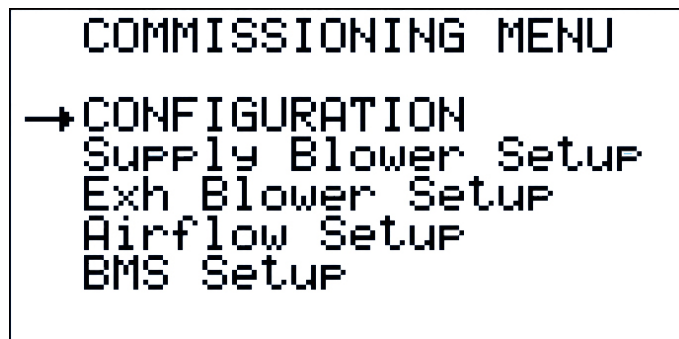 COMMISSIONING MENU
→CONFIGURATION
Supply Blower Setup
Exh Blower Setup
Airflow Setup
BMS Setup